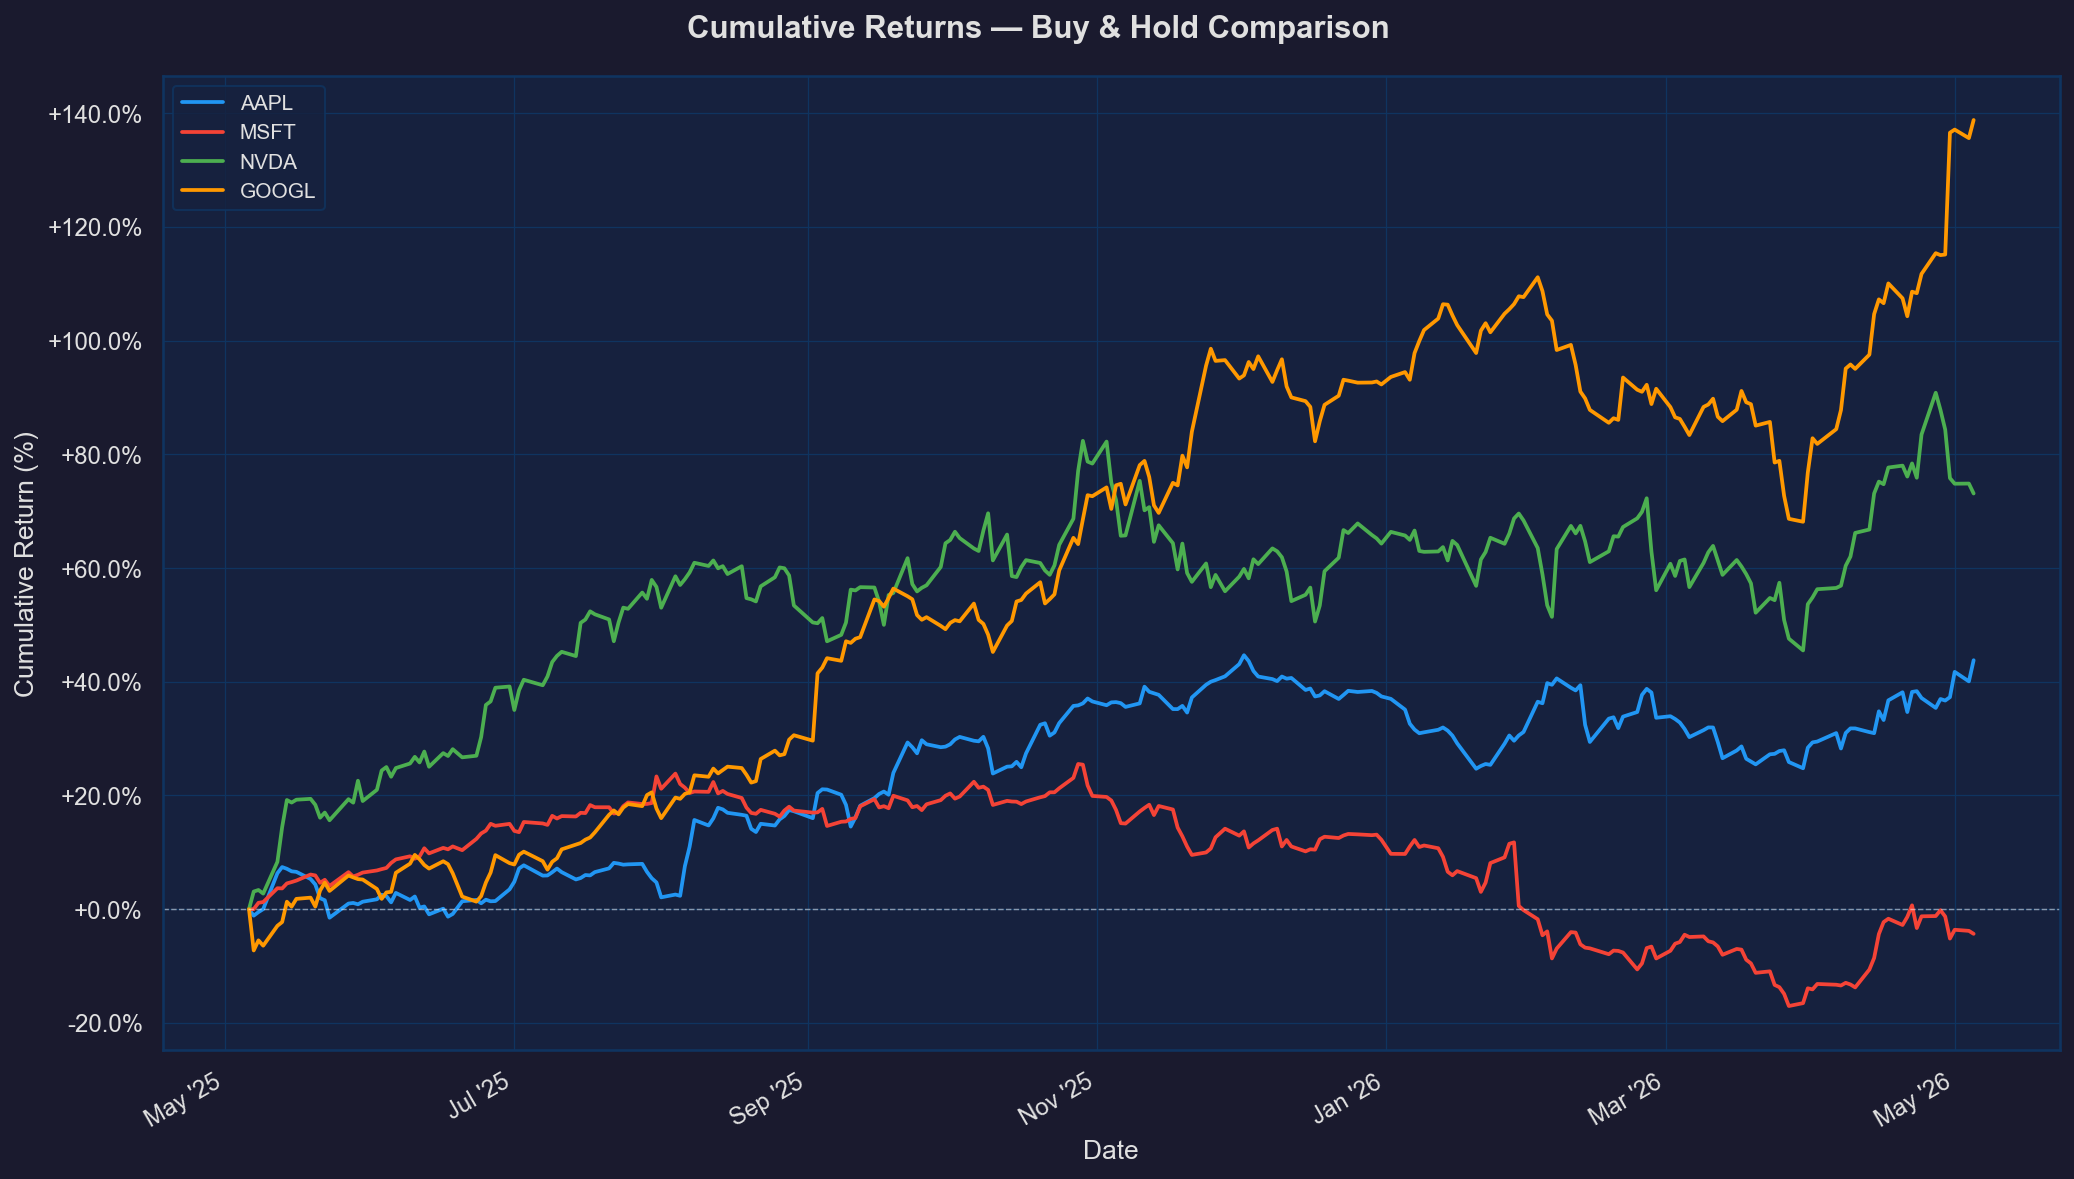 Cumulative Returns — Buy & Hold Comparison
AAPL
MSFT
NVDA
GOOGL
Cumulative Return (%)
+140.0%
+120.0%
+100.0%
+80.0%
+60.0%
+40.0%
+20.0%
+0.0%
-20.0%
May '25
Jul '25
Sep '25
Nov '25
Jan '26
Mar '26
May '26
Date